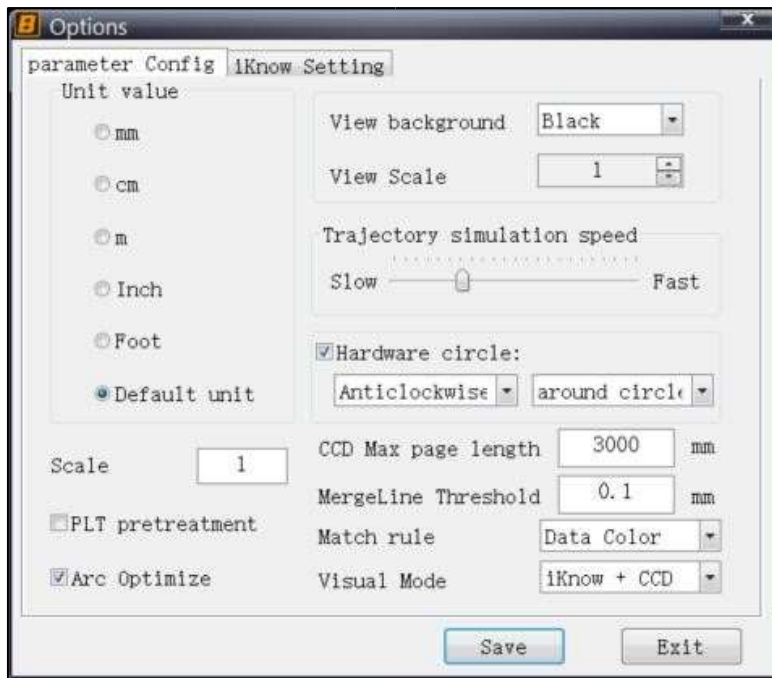 Options
parameter Config
iKnow Setting
Unit value
mm
cm
m
Inch
Foot
Default unit
View background
Black
View Scale
1
Trajectory simulation speed
Slow
Fast
Hardware circle:
Anticlockwise
around circle
Scale
1
CCD Max page length
3000
mm
MergeLine Threshold
0.1
mm
PLT pretreatment
Match rule
Data Color
Arc Optimize
Visual Mode
iKnow + CCD
Save
Exit